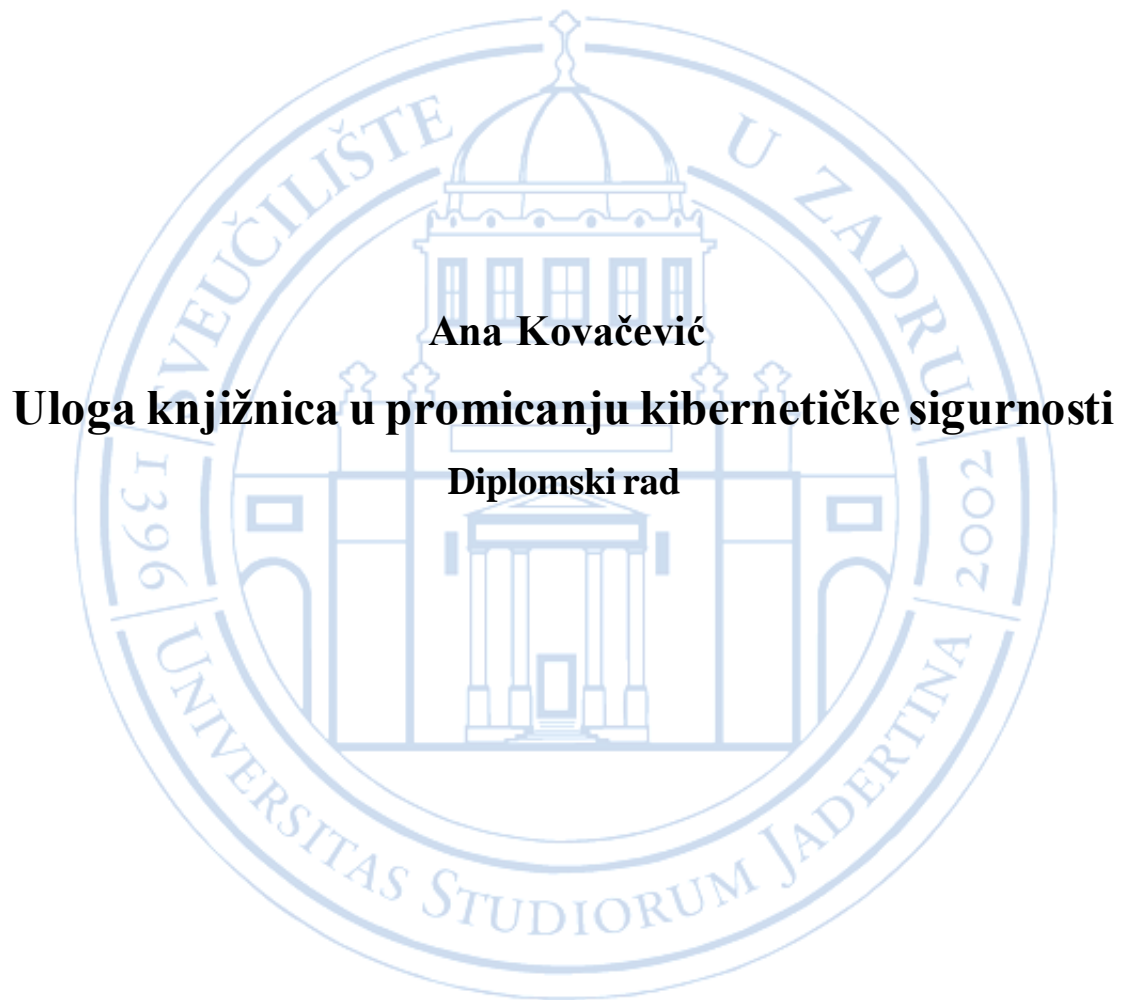 SVEUČILIŠTE U ZADRU
Ana Kovačević
Uloga knjižnica u promicanju kibernetičke sigurnosti
Diplomski rad
1396
2002
UNIVERSITAS STUDIORUM JADERTINA